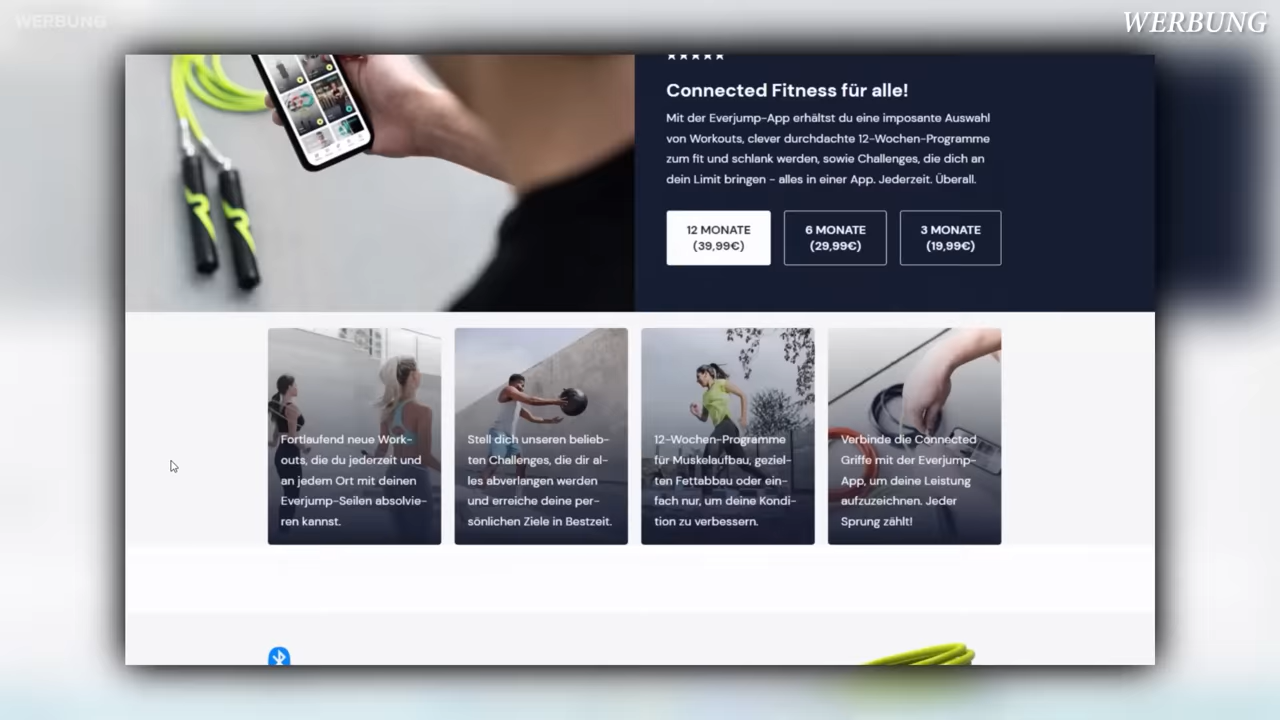 WERBUNG
WERBUNG
Connected Fitness für alle!
Mit der Everjump-App erhältst du eine imposante Auswahl
von Workouts, clever durchdachte 12-Wochen-Programme
zum fit und schlank werden, sowie Challenges, die dich an
dein Limit bringen - alles in einer App. Jederzeit. Überall.
12 MONATE
(39,99€)
6 MONATE
(29,99€)
3 MONATE
(19,99€)
Fortlaufend neue Work-
outs, die du jederzeit und
an jedem Ort mit deinen
Everjump-Seilen absolvie-
ren kannst.
Stell dich unseren belieb-
ten Challenges, die dir al-
les abverlangen werden
und erreiche deine per-
sönlichen Ziele in Bestzeit.
12-Wochen-Programme
für Muskelaufbau, geziel-
ten Fettabbau oder ein-
fach nur, um deine Kondi-
tion zu verbessern.
Verbinde die Connected
Griffe mit der Everjump-
App, um deine Leistung
aufzuzeichnen. Jeder
Sprung zählt!